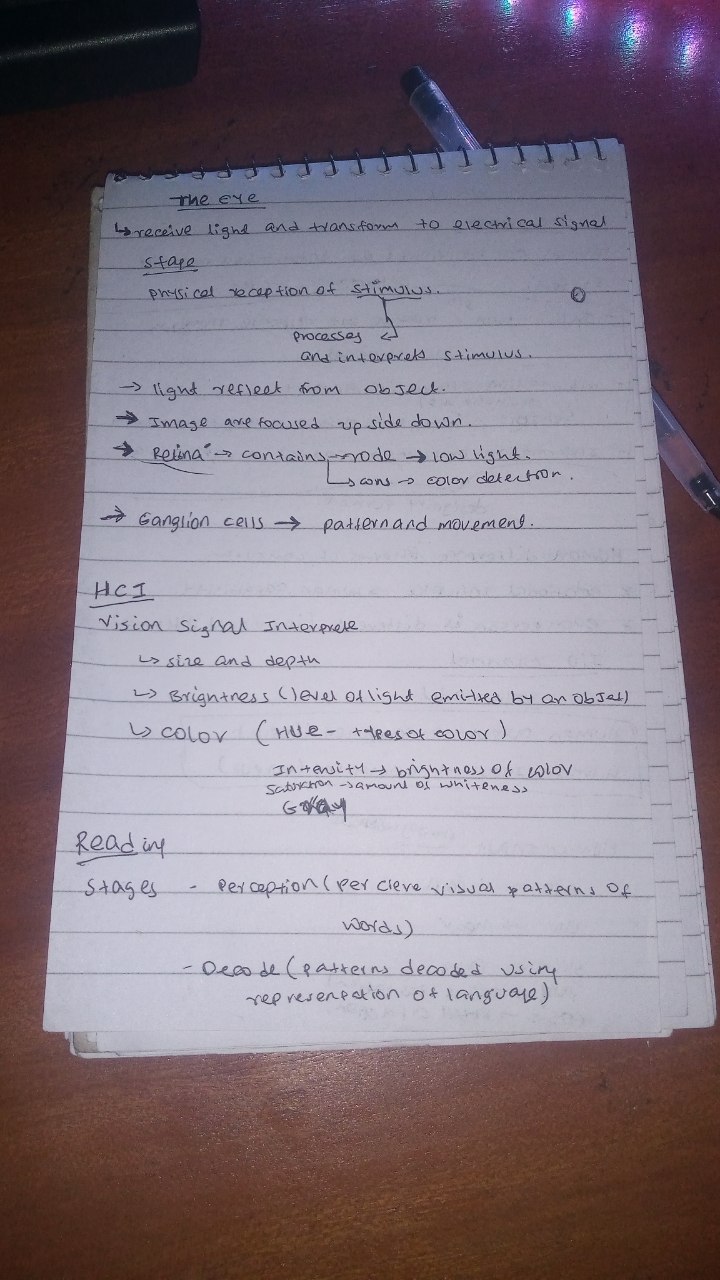 The eye
↳ receive light and transform to electrical signal
stage
physical reception of stimulus.
processes
and interprets stimulus.
→ light reflect from object.
→ Image are focused up side down.
→ Retina → contains rode → low light.
↳ cons → color detection.
→ Ganglion cells → pattern and movement.
HCI
Vision Signal Interprete
↳ size and depth
↳ Brightness (level of light emitted by an objet)
↳ color (HUE - types of color)
Intensity → brightness of color
→ amount of whiteness
Reading
Stages - Perception (percieve visual patterns of
words)
- Decode (patterns decoded using
representation of language)